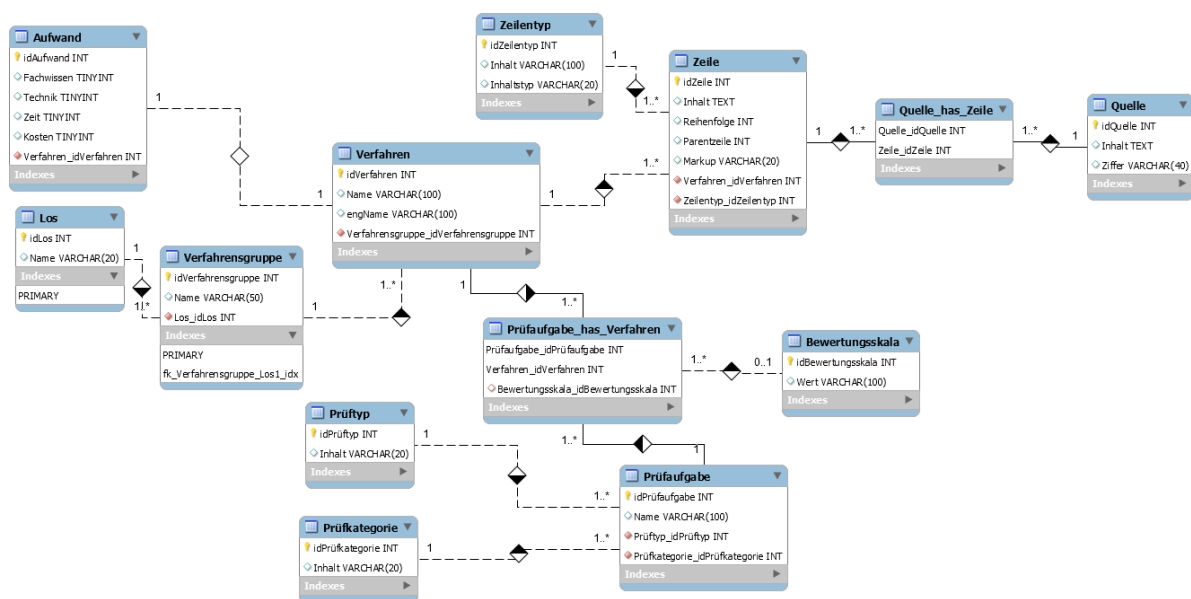 Aufwand
idAufwand INT
Fachwissen TINYINT
Technik TINYINT
Zeit TINYINT
Kosten TINYINT
Verfahren_idVerfahren INT
Indexes
1
1
Zeilentyp
idZeilentyp INT
Inhalt VARCHAR(100)
Inhaltstyp VARCHAR(20)
Indexes
1
1..*
Zeile
idZeile INT
Inhalt TEXT
Reihenfolge INT
Parentzeile INT
Markup VARCHAR(20)
Verfahren_idVerfahren INT
Zeilentyp_idZeilentyp INT
Indexes
1
1..*
Quelle_has_Zeile
Quelle_idQuelle INT
Zeile_idZeile INT
Indexes
1..*
1
Quelle
idQuelle INT
Inhalt TEXT
Ziffer VARCHAR(40)
Indexes
Verfahren
idVerfahren INT
Name VARCHAR(100)
engName VARCHAR(100)
Verfahrensgruppe_idVerfahrensgruppe INT
Indexes
1
1..*
Los
idLos INT
Name VARCHAR(20)
Indexes
PRIMARY
1
1..*
Verfahrensgruppe
idVerfahrensgruppe INT
Name VARCHAR(50)
Los_idLos INT
Indexes
PRIMARY
fk_Verfahrensgruppe_Los1_idx
1
1..*
1
1..*
Prüfaufgabe_has_Verfahren
Prüfaufgabe_idPrüfaufgabe INT
Verfahren_idVerfahren INT
Bewertungsskala_idBewertungsskala INT
Indexes
1..*
0..1
Bewertungsskala
idBewertungsskala INT
Wert VARCHAR(100)
Indexes
1..*
1
Prüftyp
idPrüftyp INT
Inhalt VARCHAR(20)
Indexes
1
1..*
Prüfaufgabe
idPrüfaufgabe INT
Name VARCHAR(100)
Prüftyp_idPrüftyp INT
Prüfkategorie_idPrüfkategorie INT
Indexes
Prüfkategorie
idPrüfkategorie INT
Inhalt VARCHAR(20)
Indexes
1
1..*